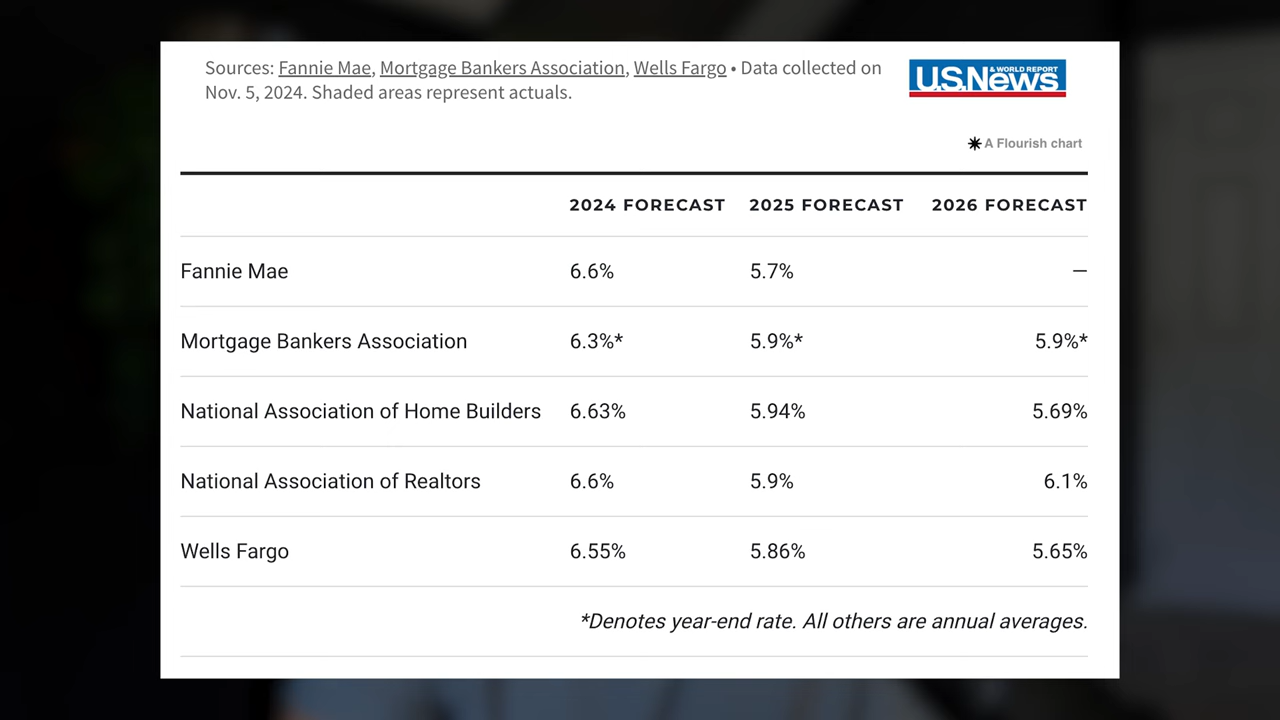 Sources: Fannie Mae, Mortgage Bankers Association, Wells Fargo • Data collected on
Nov. 5, 2024. Shaded areas represent actuals.
U.S.News & WORLD REPORT
A Flourish chart
2024 FORECAST 2025 FORECAST 2026 FORECAST
Fannie Mae 6.6% 5.7% —
Mortgage Bankers Association 6.3%* 5.9%* 5.9%*
National Association of Home Builders 6.63% 5.94% 5.69%
National Association of Realtors 6.6% 5.9% 6.1%
Wells Fargo 6.55% 5.86% 5.65%
*Denotes year-end rate. All others are annual averages.